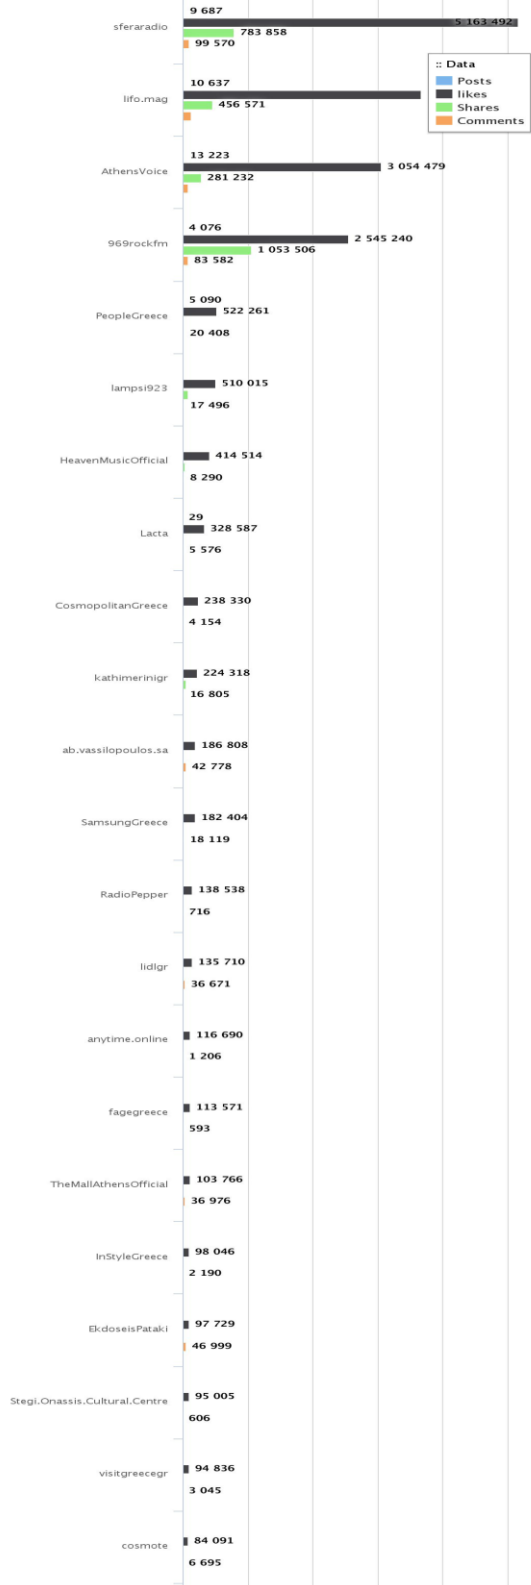 9 687
sferaradio
5 163 492
783 858
99 570
:: Data
Posts
likes
Shares
Comments
10 637
lifo.mag
456 571
13 223
AthensVoice
3 054 479
281 232
4 076
969rockfm
2 545 240
1 053 506
83 582
5 090
PeopleGreece
522 261
20 408
lampsi923
510 015
17 496
HeavenMusicOfficial
414 514
8 290
29
Lacta
328 587
5 576
CosmopolitanGreece
238 330
4 154
kathimerinigr
224 318
16 805
ab.vassilopoulos.sa
186 808
42 778
SamsungGreece
182 404
18 119
RadioPepper
138 538
716
lidlgr
135 710
36 671
anytime.online
116 690
1 206
fagegreece
113 571
593
TheMallAthensOfficial
103 766
36 976
InStyleGreece
98 046
2 190
EkdoseisPataki
97 729
46 999
Stegi.Onassis.Cultural.Centre
95 005
606
visitgreecegr
94 836
3 045
cosmote
84 091
6 695